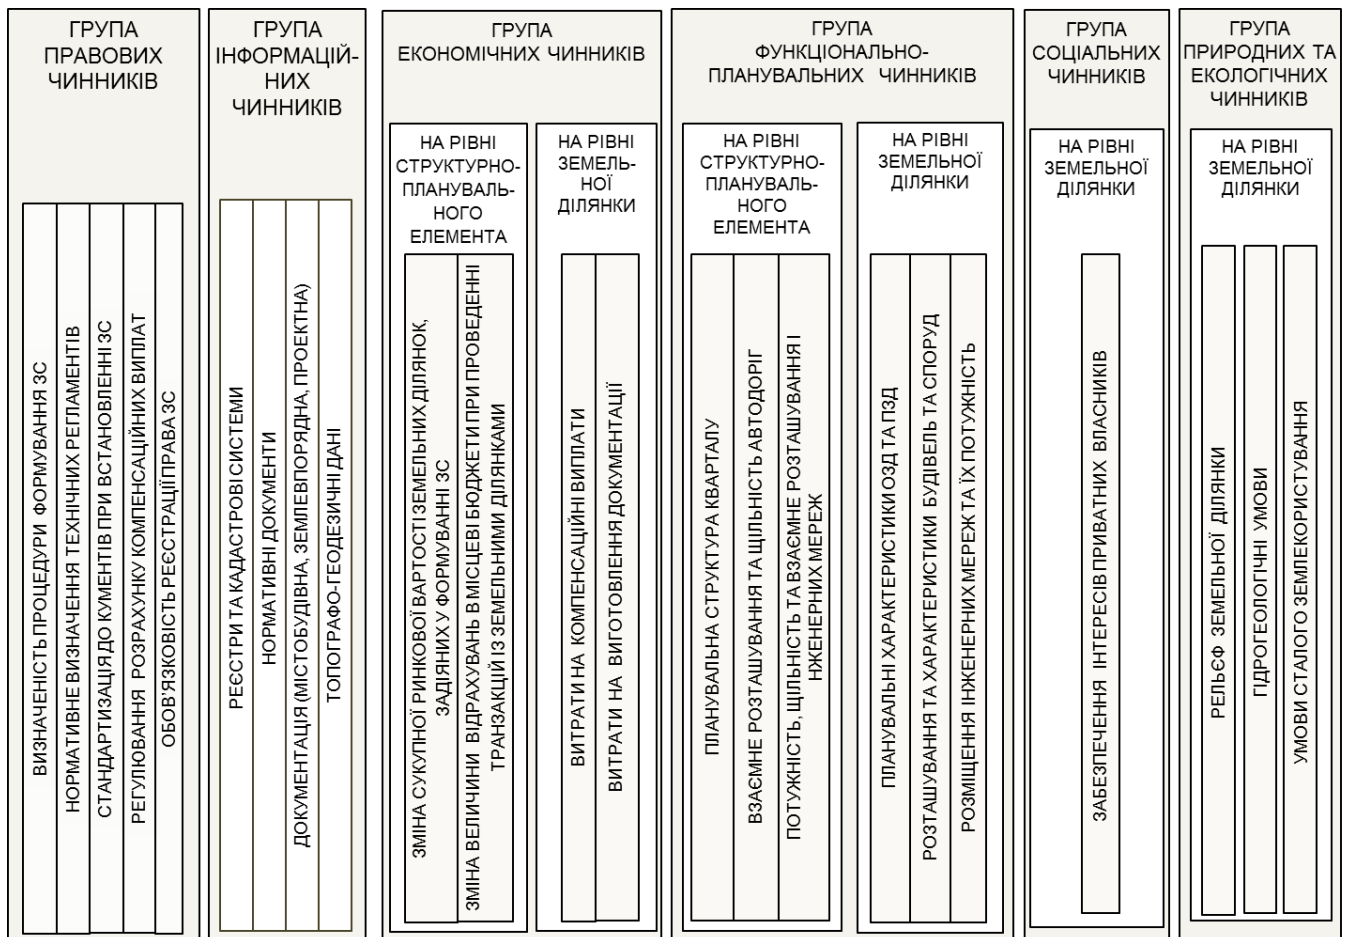 ГРУПА
ПРАВОВИХ
ЧИННИКІВ
ВИЗНАЧЕНІСТЬ ПРОЦЕДУРИ ФОРМУВАННЯ ЗС
НОРМАТИВНЕ ВИЗНАЧЕННЯ ТЕХНІЧНИХ РЕГЛАМЕНТІВ
СТАНДАРТИЗАЦІЯ ДОКУМЕНТІВ ПРИ ВСТАНОВЛЕННІ ЗС
РЕГУЛЮВАННЯ РОЗРАХУНКУ КОМПЕНСАЦІЙНИХ ВИПЛАТ
ОБОВ'ЯЗКОВІСТЬ РЕЄСТРАЦІЇ ПРАВА ЗС
ГРУПА
ІНФОРМАЦІЙ-
НИХ
ЧИННИКІВ
РЕЄСТРИ ТА КАДАСТРОВІ СИСТЕМИ
НОРМАТИВНІ ДОКУМЕНТИ
ДОКУМЕНТАЦІЯ (МІСТОБУДІВНА, ЗЕМЛЕВПОРЯДНА, ПРОЕКТНА)
ТОПОГРАФО-ГЕОДЕЗИЧНІ ДАНІ
ГРУПА
ЕКОНОМІЧНИХ ЧИННИКІВ
НА РІВНІ
СТРУКТУРНО-
ПЛАНУВАЛЬ-
НОГО
ЕЛЕМЕНТА
ЗМІНА СУКУПНОЇ РИНКОВОЇ ВАРТОСТІ ЗЕМЕЛЬНИХ ДІЛЯНОК,
ЗАДІЯНИХ У ФОРМУВАННІ ЗС
ЗМІНА ВЕЛИЧИНИ ВІДРАХУВАНЬ В МІСЦЕВІ БЮДЖЕТИ ПРИ ПРОВЕДЕННІ
ТРАНЗАКЦІЙ ІЗ ЗЕМЕЛЬНИМИ ДІЛЯНКАМИ
НА РІВНІ
ЗЕМЕЛЬ-
НОЇ
ДІЛЯНКИ
ВИТРАТИ НА КОМПЕНСАЦІЙНІ ВИПЛАТИ
ВИТРАТИ НА ВИГОТОВЛЕННЯ ДОКУМЕНТАЦІЇ
ГРУПА
ФУНКЦІОНАЛЬНО-
ПЛАНУВАЛЬНИХ ЧИННИКІВ
НА РІВНІ
СТРУКТУРНО-
ПЛАНУВАЛЬ-
НОГО
ЕЛЕМЕНТА
ПЛАНУВАЛЬНА СТРУКТУРА КВАРТАЛУ
ВЗАЄМНЕ РОЗТАШУВАННЯ ТА ЩІЛЬНІСТЬ АВТОДОРІГ
ПОТУЖНІСТЬ, ЩІЛЬНІСТЬ ТА ВЗАЄМНЕ РОЗТАШУВАННЯ І
НЖЕНЕРНИХ МЕРЕЖ
НА РІВНІ
ЗЕМЕЛЬНОЇ
ДІЛЯНКИ
ПЛАНУВАЛЬНІ ХАРАКТЕРИСТИКИ ОЗД ТА ПЗД
РОЗТАШУВАННЯ ТА ХАРАКТЕРИСТИКИ БУДІВЕЛЬ ТА СПОРУД
РОЗМІЩЕННЯ ІНЖЕНЕРНИХ МЕРЕЖ ТА ЇХ ПОТУЖНІСТЬ
ГРУПА
СОЦІАЛЬНИХ
ЧИННИКІВ
НА РІВНІ
ЗЕМЕЛЬНОЇ
ДІЛЯНКИ
ЗАБЕЗПЕЧЕННЯ ІНТЕРЕСІВ ПРИВАТНИХ ВЛАСНИКІВ
ГРУПА
ПРИРОДНИХ ТА
ЕКОЛОГІЧНИХ
ЧИННИКІВ
НА РІВНІ
ЗЕМЕЛЬНОЇ
ДІЛЯНКИ
РЕЛЬЄФ ЗЕМЕЛЬНОЇ ДІЛЯНКИ
ГІДРОГЕОЛОГІЧНІ УМОВИ
УМОВИ СТАЛОГО ЗЕМЛЕКОРИСТУВАННЯ